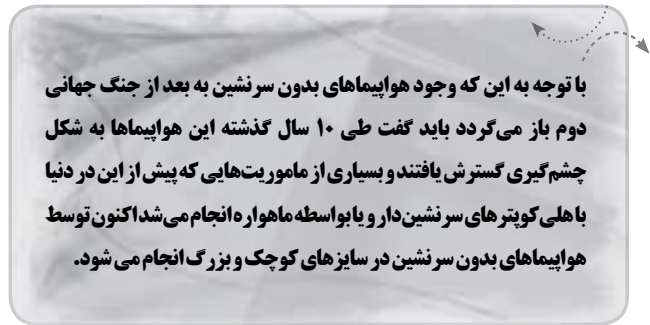 با توجه به این که وجود هواپیماهای بدون سرنشین به بعد از جنگ جهانی
دوم باز می‌گردد باید گفت طی ۱۰ سال گذشته این هواپیماها به شکل
چشم‌گیری گسترش یافتند و بسیاری از ماموریت‌هایی که پیش از این در دنیا
با هلی‌کوپترهای سرنشین‌دار و یا بواسطه ماهواره انجام می‌شد اکنون توسط
هواپیماهای بدون سرنشین در سایزهای کوچک و بزرگ انجام می‌شود.